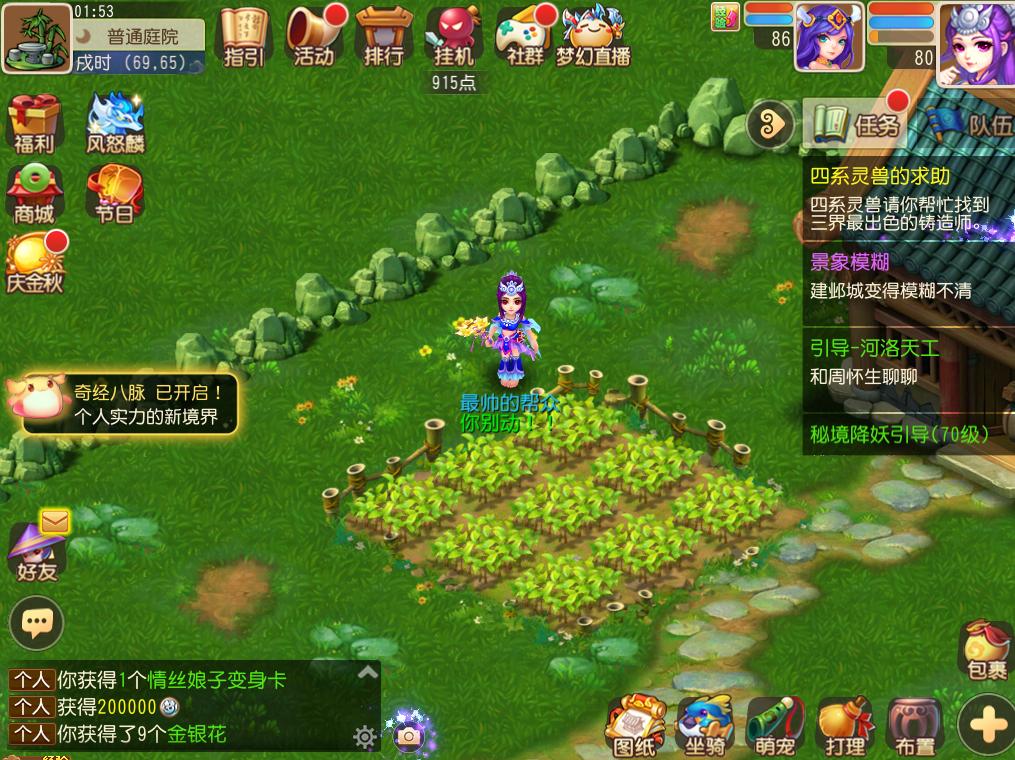 01:53
普通庭院
戌时 (69,65)
指引
活动
排行
挂机
社群
梦幻直播
915点
经验
86
80
福利
风怒麟
商城
节日
庆金秋
任务
队伍
四系灵兽的求助
四系灵兽请你帮忙找到
三界最出色的铸造师。
景象模糊
建邺城变得模糊不清
引导-河洛天工
和周怀生聊聊
秘境降妖引导(70级)
奇经八脉 已开启！
个人实力的新境界
最帅的帮众
你别动！！
好友
个人 你获得1个情丝娘子变身卡
个人 获得200000
个人 你获得了9个金银花
包裹
图纸
坐骑
萌宠
打理
布置